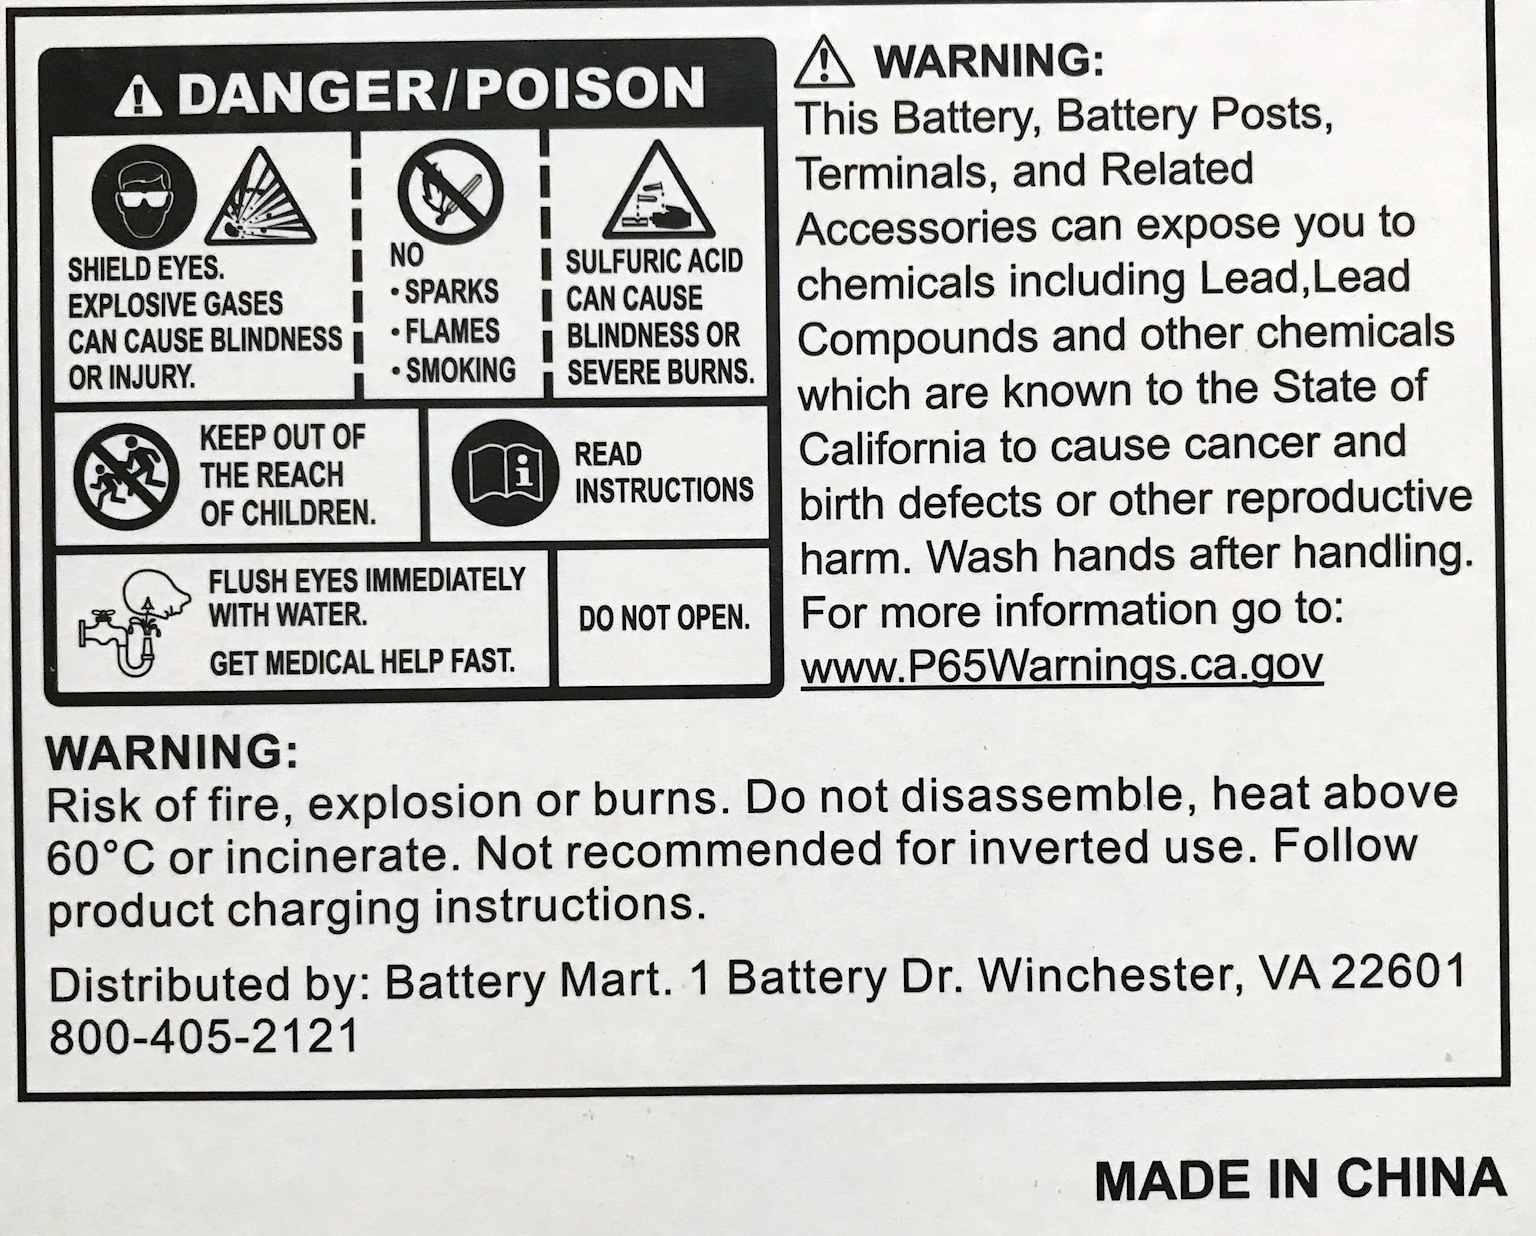 DANGER/POISON
SHIELD EYES.
EXPLOSIVE GASES
CAN CAUSE BLINDNESS
OR INJURY.
NO
• SPARKS
• FLAMES
• SMOKING
SULFURIC ACID
CAN CAUSE
BLINDNESS OR
SEVERE BURNS.
KEEP OUT OF
THE REACH
OF CHILDREN.
READ
INSTRUCTIONS
FLUSH EYES IMMEDIATELY
WITH WATER.
GET MEDICAL HELP FAST.
DO NOT OPEN.
WARNING:
This Battery, Battery Posts,
Terminals, and Related
Accessories can expose you to
chemicals including Lead,Lead
Compounds and other chemicals
which are known to the State of
California to cause cancer and
birth defects or other reproductive
harm. Wash hands after handling.
For more information go to:
www.P65Warnings.ca.gov
WARNING:
Risk of fire, explosion or burns. Do not disassemble, heat above
60°C or incinerate. Not recommended for inverted use. Follow
product charging instructions.
Distributed by: Battery Mart. 1 Battery Dr. Winchester, VA 22601
800-405-2121
MADE IN CHINA